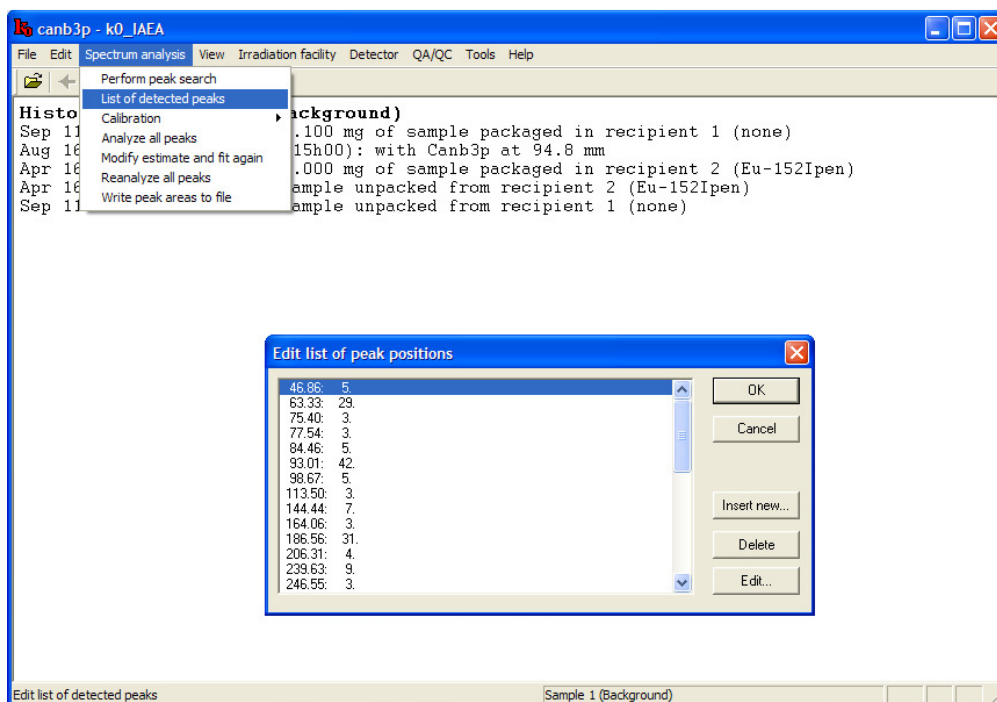 canb3p - k0_IAEA
File Edit Spectrum analysis View Irradiation facility Detector QA/QC Tools Help
Perform peak search
List of detected peaks
Calibration
Analyze all peaks
Modify estimate and fit again
Reanalyze all peaks
Write peak areas to file
Histo ackground)
Sep 11 .100 mg of sample packaged in recipient 1 (none)
Aug 16 15h00): with Canb3p at 94.8 mm
Apr 16 .000 mg of sample packaged in recipient 2 (Eu-152Ipen)
Apr 16 ample unpacked from recipient 2 (Eu-152Ipen)
Sep 11 ample unpacked from recipient 1 (none)
Edit list of peak positions
46.86: 5.
63.33: 29.
75.40: 3.
77.54: 3.
84.46: 5.
93.01: 42.
98.67: 5.
113.50: 3.
144.44: 7.
164.06: 3.
186.56: 31.
206.31: 4.
239.63: 9.
246.55: 3.
OK
Cancel
Insert new...
Delete
Edit...
Edit list of detected peaks
Sample 1 (Background)